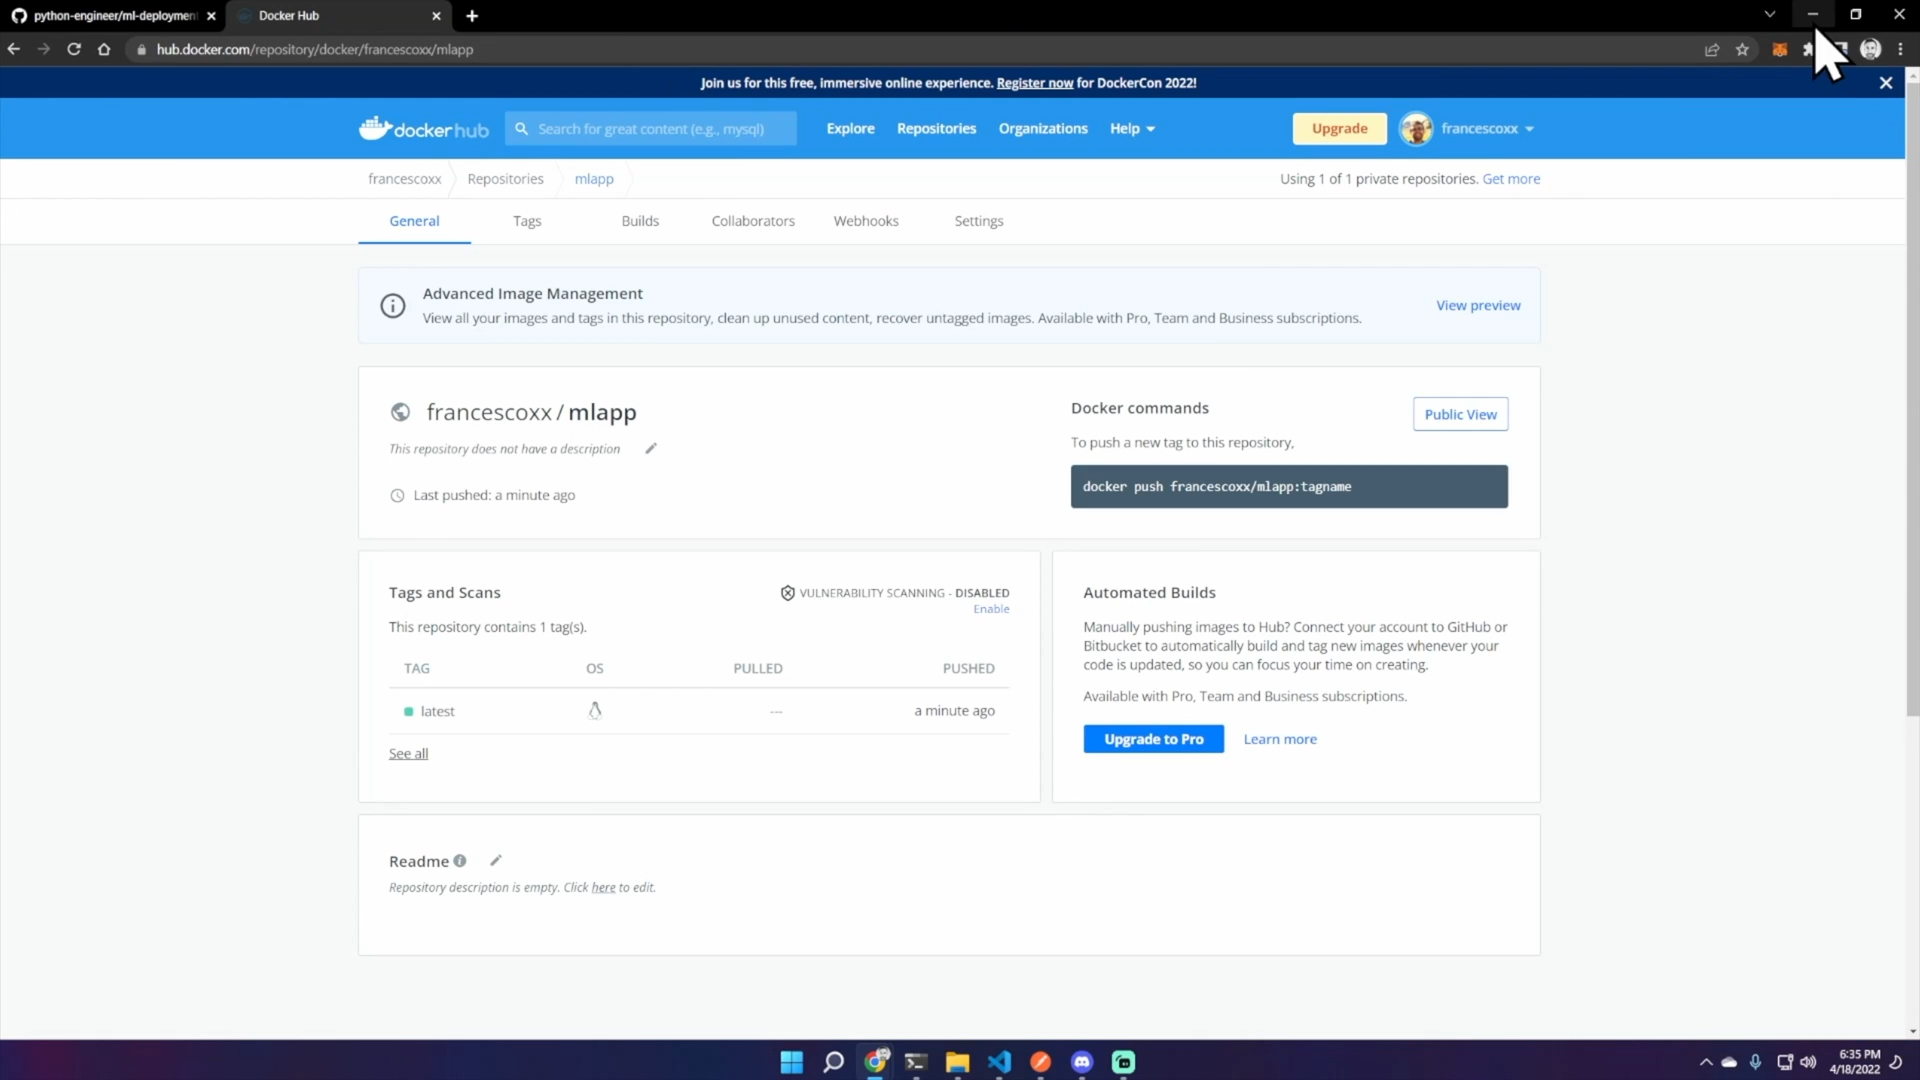 python-engineer/ml-deploymen
Docker Hub
hub.docker.com/repository/docker/francescoxx/mlapp
Join us for this free, immersive online experience. Register now for DockerCon 2022!
docker hub
Search for great content (e.g., mysql)
Explore
Repositories
Organizations
Help
Upgrade
francescoxx
francescoxx
Repositories
mlapp
Using 1 of 1 private repositories. Get more
General
Tags
Builds
Collaborators
Webhooks
Settings
Advanced Image Management
View all your images and tags in this repository, clean up unused content, recover untagged images. Available with Pro, Team and Business subscriptions.
View preview
francescoxx / mlapp
This repository does not have a description
Last pushed: a minute ago
Docker commands
Public View
To push a new tag to this repository,
docker push francescoxx/mlapp:tagname
Tags and Scans
VULNERABILITY SCANNING - DISABLED
Enable
This repository contains 1 tag(s).
TAG
OS
PULLED
PUSHED
latest
---
a minute ago
See all
Automated Builds
Manually pushing images to Hub? Connect your account to GitHub or
Bitbucket to automatically build and tag new images whenever your
code is updated, so you can focus your time on creating.
Available with Pro, Team and Business subscriptions.
Upgrade to Pro
Learn more
Readme
Repository description is empty. Click here to edit.
6:35 PM
4/18/2022